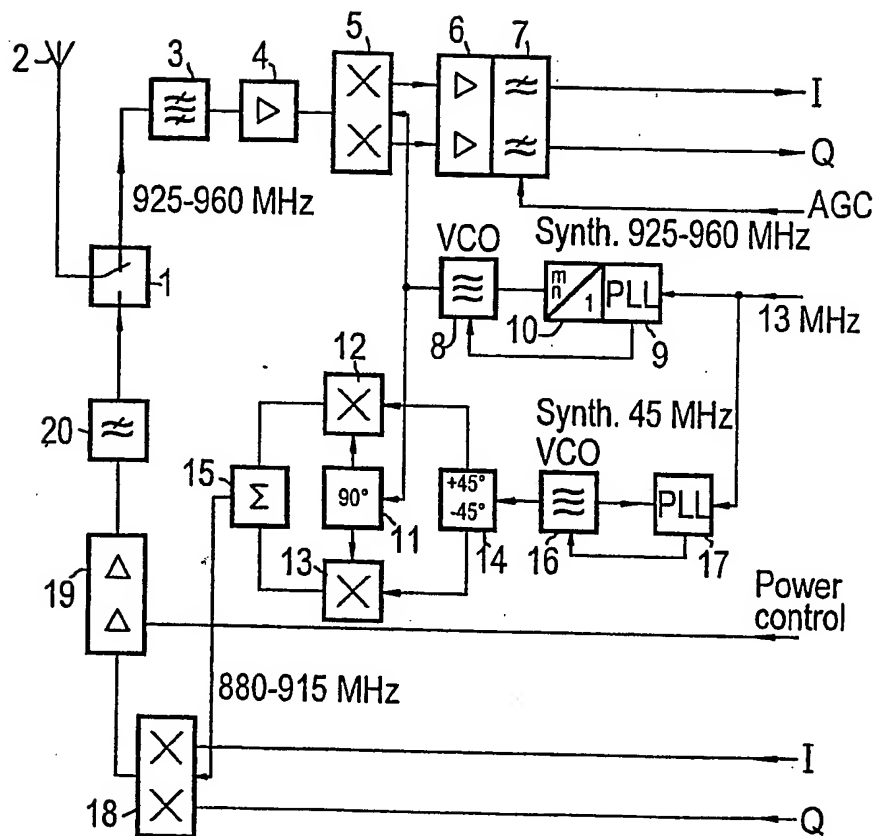 5
6
7
2
3
4
I
Q
925-960 MHz
AGC
VCO
Synth. 925-960 MHz
m
n
1
PLL
1
8
10
9
13 MHz
12
Synth. 45 MHz
VCO
20
15
Σ
90°
+45°
-45°
PLL
11
14
16
17
13
19
Power
control
880-915 MHz
I
18
Q